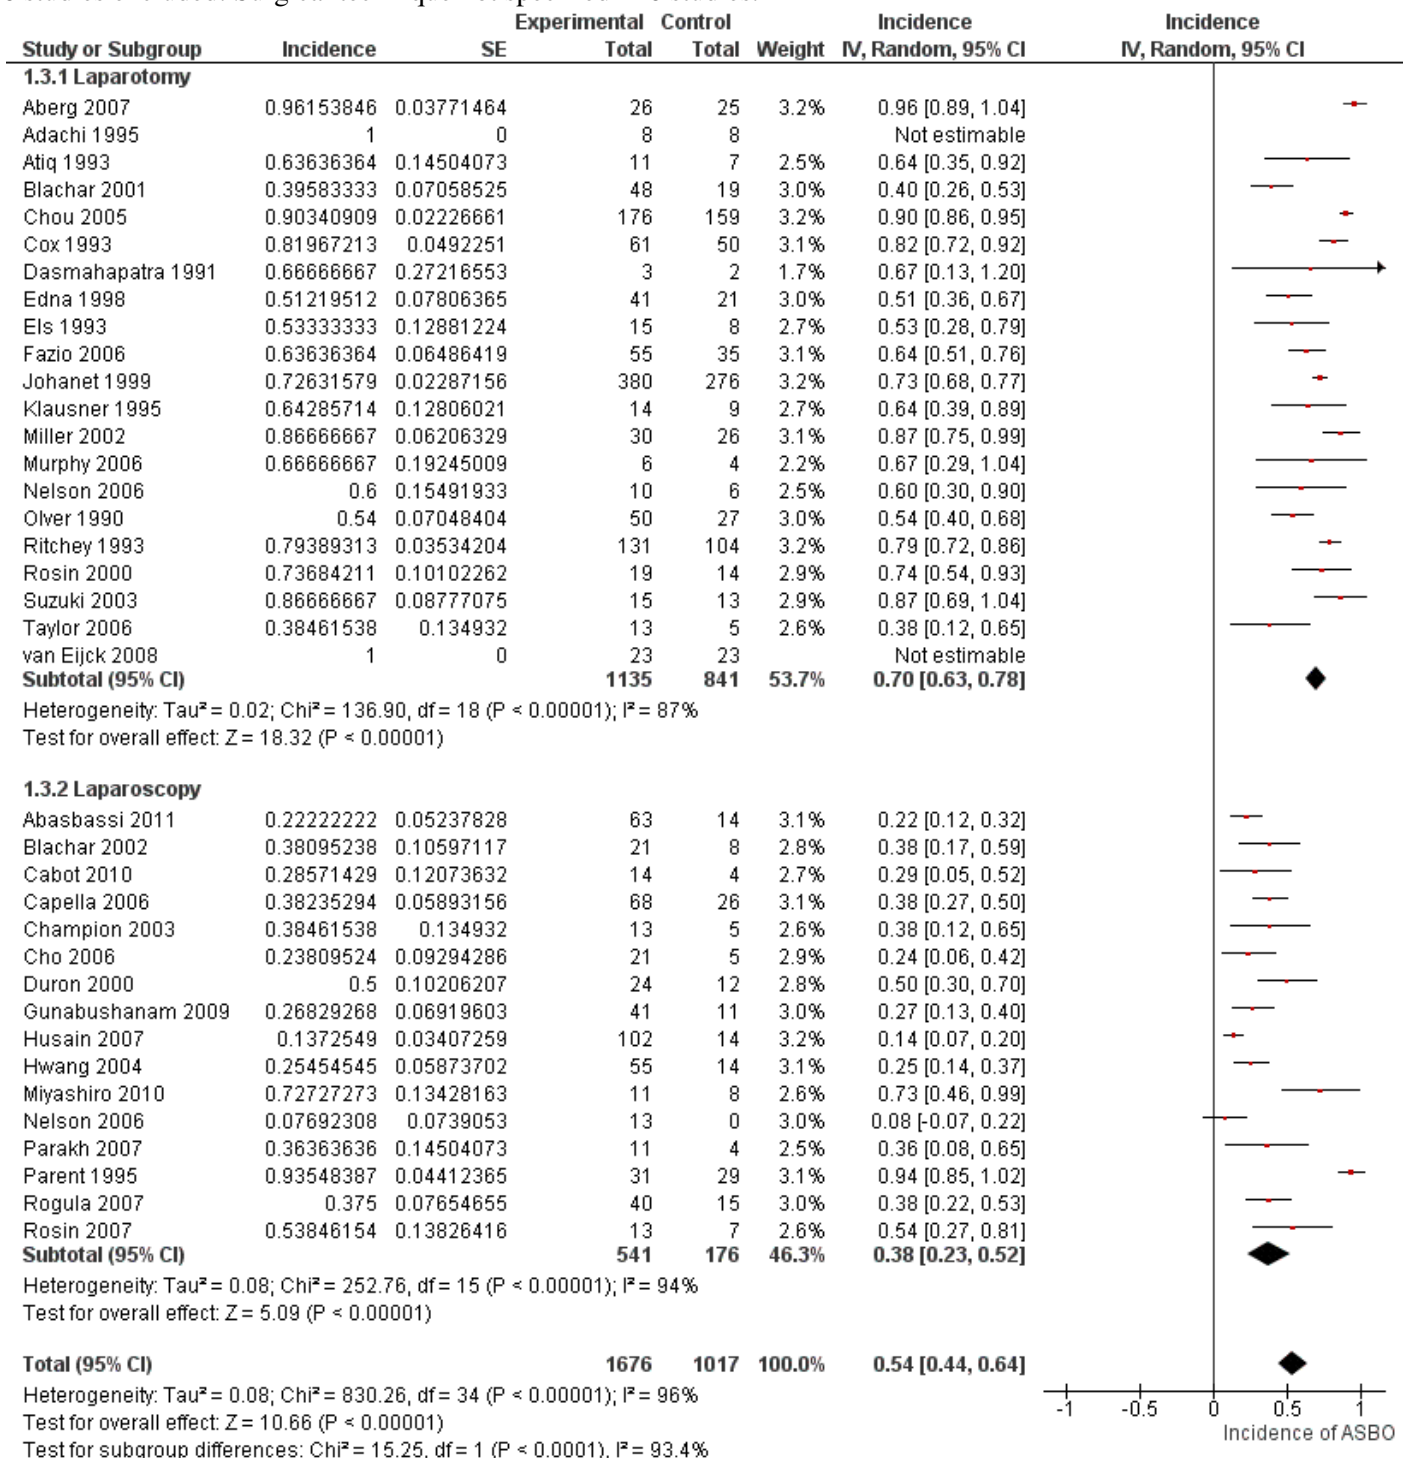 Experimental Control Incidence Incidence
Study or Subgroup Incidence SE Total Total Weight IV, Random, 95% CI IV, Random, 95% CI
1.3.1 Laparotomy
Aberg 2007 0.96153846 0.03771464 26 25 3.2% 0.96 [0.89, 1.04]
Adachi 1995 1 0 8 8 Not estimable
Atiq 1993 0.63636364 0.14504073 11 7 2.5% 0.64 [0.35, 0.92]
Blachar 2001 0.39583333 0.07058525 48 19 3.0% 0.40 [0.26, 0.53]
Chou 2005 0.90340909 0.02226661 176 159 3.2% 0.90 [0.86, 0.95]
Cox 1993 0.81967213 0.0492251 61 50 3.1% 0.82 [0.72, 0.92]
Dasmahapatra 1991 0.66666667 0.27216553 3 2 1.7% 0.67 [0.13, 1.20]
Edna 1998 0.51219512 0.07806365 41 21 3.0% 0.51 [0.36, 0.67]
Els 1993 0.53333333 0.12881224 15 8 2.7% 0.53 [0.28, 0.79]
Fazio 2006 0.63636364 0.06486419 55 35 3.1% 0.64 [0.51, 0.76]
Johanet 1999 0.72631579 0.02287156 380 276 3.2% 0.73 [0.68, 0.77]
Klausner 1995 0.64285714 0.12806021 14 9 2.7% 0.64 [0.39, 0.89]
Miller 2002 0.86666667 0.06206329 30 26 3.1% 0.87 [0.75, 0.99]
Murphy 2006 0.66666667 0.19245009 6 4 2.2% 0.67 [0.29, 1.04]
Nelson 2006 0.6 0.15491933 10 6 2.5% 0.60 [0.30, 0.90]
Olver 1990 0.54 0.07048404 50 27 3.0% 0.54 [0.40, 0.68]
Ritchey 1993 0.79389313 0.03534204 131 104 3.2% 0.79 [0.72, 0.86]
Rosin 2000 0.73684211 0.10102262 19 14 2.9% 0.74 [0.54, 0.93]
Suzuki 2003 0.86666667 0.08777075 15 13 2.9% 0.87 [0.69, 1.04]
Taylor 2006 0.38461538 0.134932 13 5 2.6% 0.38 [0.12, 0.65]
van Eijck 2008 1 0 23 23 Not estimable
Subtotal (95% CI) 1135 841 53.7% 0.70 [0.63, 0.78]
Heterogeneity: Tau² = 0.02; Chi² = 136.90, df = 18 (P < 0.00001); I² = 87%
Test for overall effect: Z = 18.32 (P < 0.00001)
1.3.2 Laparoscopy
Abasbassi 2011 0.22222222 0.05237828 63 14 3.1% 0.22 [0.12, 0.32]
Blachar 2002 0.38095238 0.10597117 21 8 2.8% 0.38 [0.17, 0.59]
Cabot 2010 0.28571429 0.12073632 14 4 2.7% 0.29 [0.05, 0.52]
Capella 2006 0.38235294 0.05893156 68 26 3.1% 0.38 [0.27, 0.50]
Champion 2003 0.38461538 0.134932 13 5 2.6% 0.38 [0.12, 0.65]
Cho 2006 0.23809524 0.09294286 21 5 2.9% 0.24 [0.06, 0.42]
Duron 2000 0.5 0.10206207 24 12 2.8% 0.50 [0.30, 0.70]
Gunabushanam 2009 0.26829268 0.06919603 41 11 3.0% 0.27 [0.13, 0.40]
Husain 2007 0.1372549 0.03407259 102 14 3.2% 0.14 [0.07, 0.20]
Hwang 2004 0.25454545 0.05873702 55 14 3.1% 0.25 [0.14, 0.37]
Miyashiro 2010 0.72727273 0.13428163 11 8 2.6% 0.73 [0.46, 0.99]
Nelson 2006 0.07692308 0.0739053 13 0 3.0% 0.08 [-0.07, 0.22]
Parakh 2007 0.36363636 0.14504073 11 4 2.5% 0.36 [0.08, 0.65]
Parent 1995 0.93548387 0.04412365 31 29 3.1% 0.94 [0.85, 1.02]
Rogula 2007 0.375 0.07654655 40 15 3.0% 0.38 [0.22, 0.53]
Rosin 2007 0.53846154 0.13826416 13 7 2.6% 0.54 [0.27, 0.81]
Subtotal (95% CI) 541 176 46.3% 0.38 [0.23, 0.52]
Heterogeneity: Tau² = 0.08; Chi² = 252.76, df = 15 (P < 0.00001); I² = 94%
Test for overall effect: Z = 5.09 (P < 0.00001)
Total (95% CI) 1676 1017 100.0% 0.54 [0.44, 0.64]
Heterogeneity: Tau² = 0.08; Chi² = 830.26, df = 34 (P < 0.00001); I² = 96%
Test for overall effect: Z = 10.66 (P < 0.00001)
Test for subgroup differences: Chi² = 15.25, df = 1 (P < 0.0001), I² = 93.4%
-1 -0.5 0 0.5 1
Incidence of ASBO